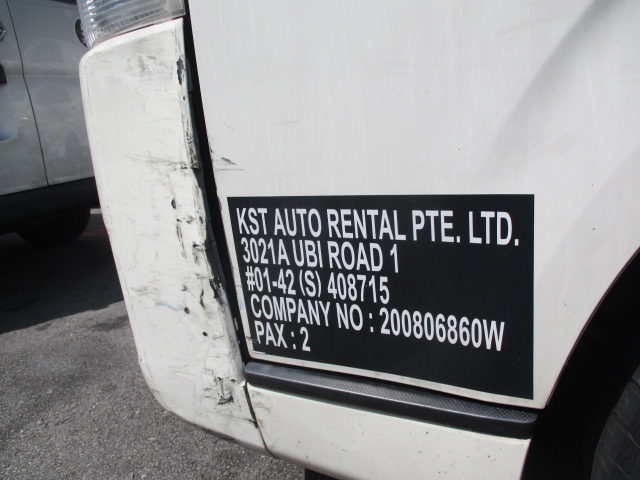 KST AUTO RENTAL PTE. LTD.
3021A UBI ROAD 1
#01-42 (S) 408715
COMPANY NO : 200806860W
PAX : 2